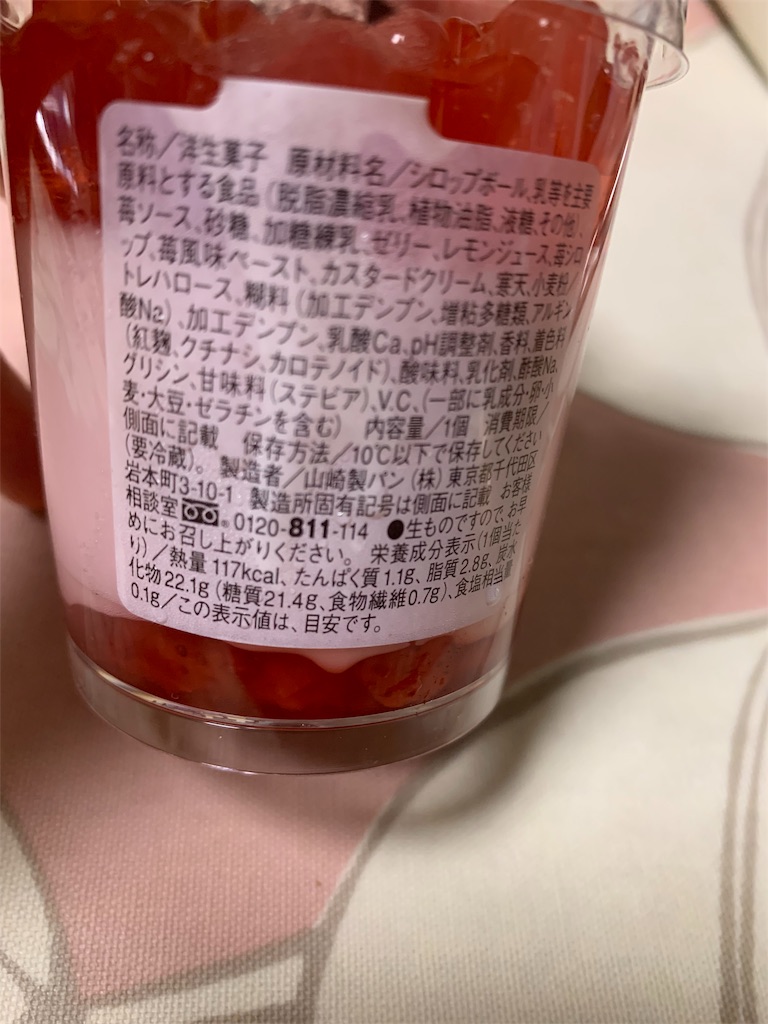 名称／洋生菓子　原材料名／シロップボール、乳等を主要
原料とする食品（脱脂濃縮乳、植物油脂、液糖、その他）、
苺ソース、砂糖、加糖練乳、ゼリー、レモンジュース、苺シロ
ップ、苺風味ペースト、カスタードクリーム、寒天、小麦粉／
トレハロース、糊料（加工デンプン、増粘多糖類、アルギン
酸Na）、加工デンプン、乳酸Ca、pH調整剤、香料、着色料
（紅麹、クチナシ、カロテノイド）、酸味料、乳化剤、酢酸Na、
グリシン、甘味料（ステビア）、V.C、（一部に乳成分・卵・小
麦・大豆・ゼラチンを含む）　内容量／1個　消費期限／
側面に記載　保存方法／10℃以下で保存してください
（要冷蔵）。　製造者／山崎製パン（株）東京都千代田区
岩本町3-10-1　製造所固有記号は側面に記載　お客様
相談室 0120-811-114　●生ものですので、お早
めにお召し上がりください。　栄養成分表示（1個当た
り）／熱量 117kcal、たんぱく質 1.1g、脂質 2.8g、炭水
化物 22.1g（糖質21.4g、食物繊維0.7g）、食塩相当量
0.1g／この表示値は、目安です。